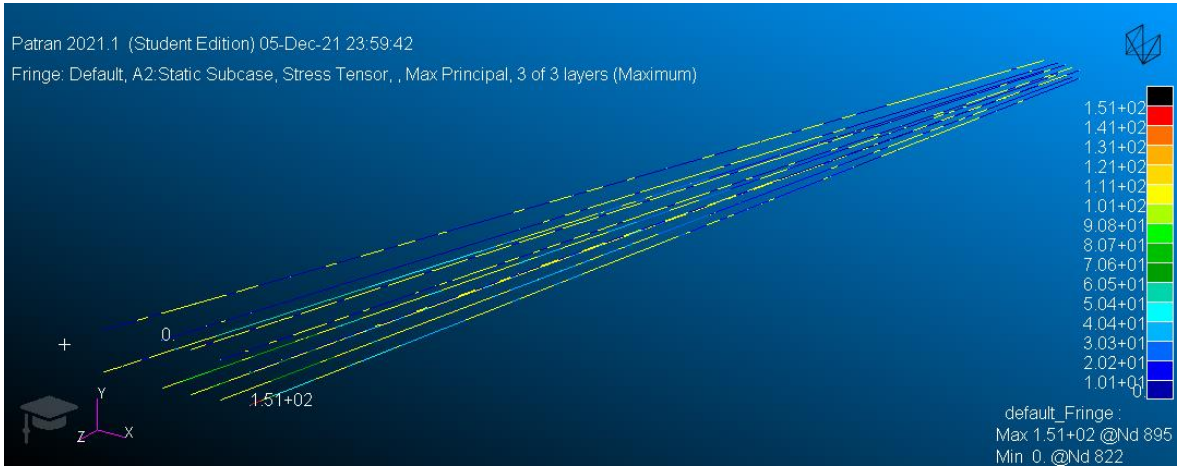 Patran 2021.1 (Student Edition) 05-Dec-21 23:59:42
Fringe: Default, A2:Static Subcase, Stress Tensor, , Max Principal, 3 of 3 layers (Maximum)
1.51+02
1.41+02
1.31+02
1.21+02
1.11+02
1.01+02
9.08+01
8.07+01
7.06+01
6.05+01
5.04+01
4.04+01
3.03+01
2.02+01
1.01+01
0.
0.
1.51+02
Y
Z
X
default_Fringe :
Max 1.51+02 @Nd 895
Min 0. @Nd 822